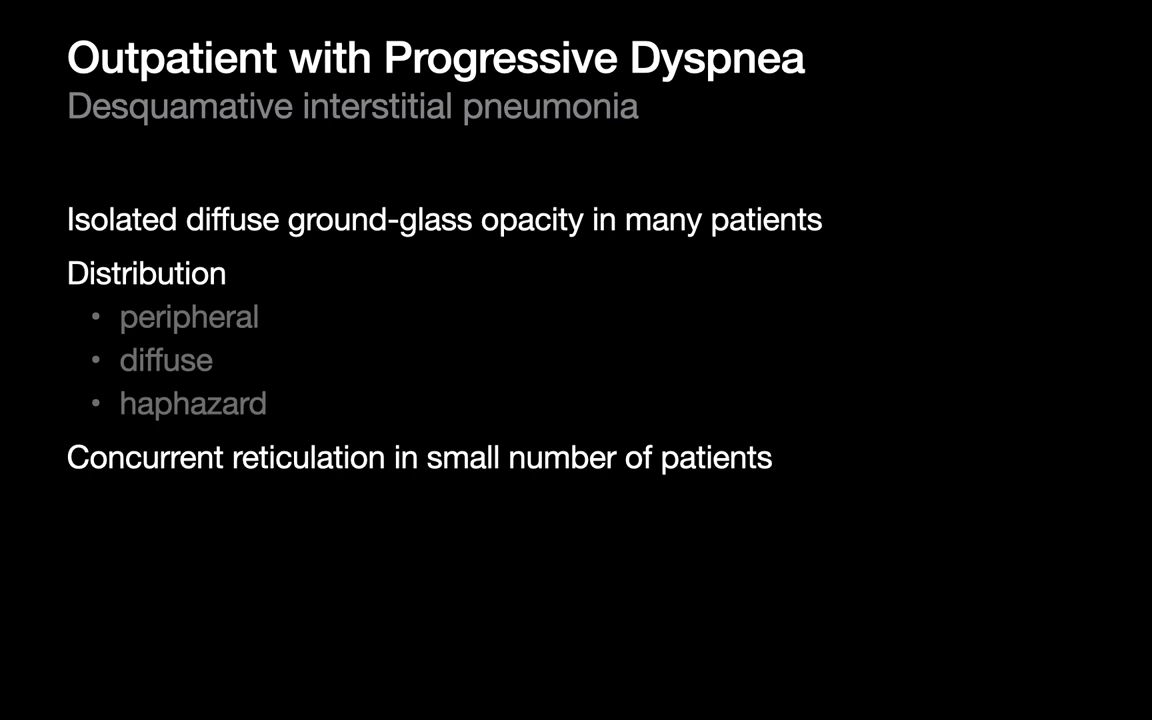 Outpatient with Progressive Dyspnea
Desquamative interstitial pneumonia
Isolated diffuse ground-glass opacity in many patients
Distribution
• peripheral
• diffuse
• haphazard
Concurrent reticulation in small number of patients